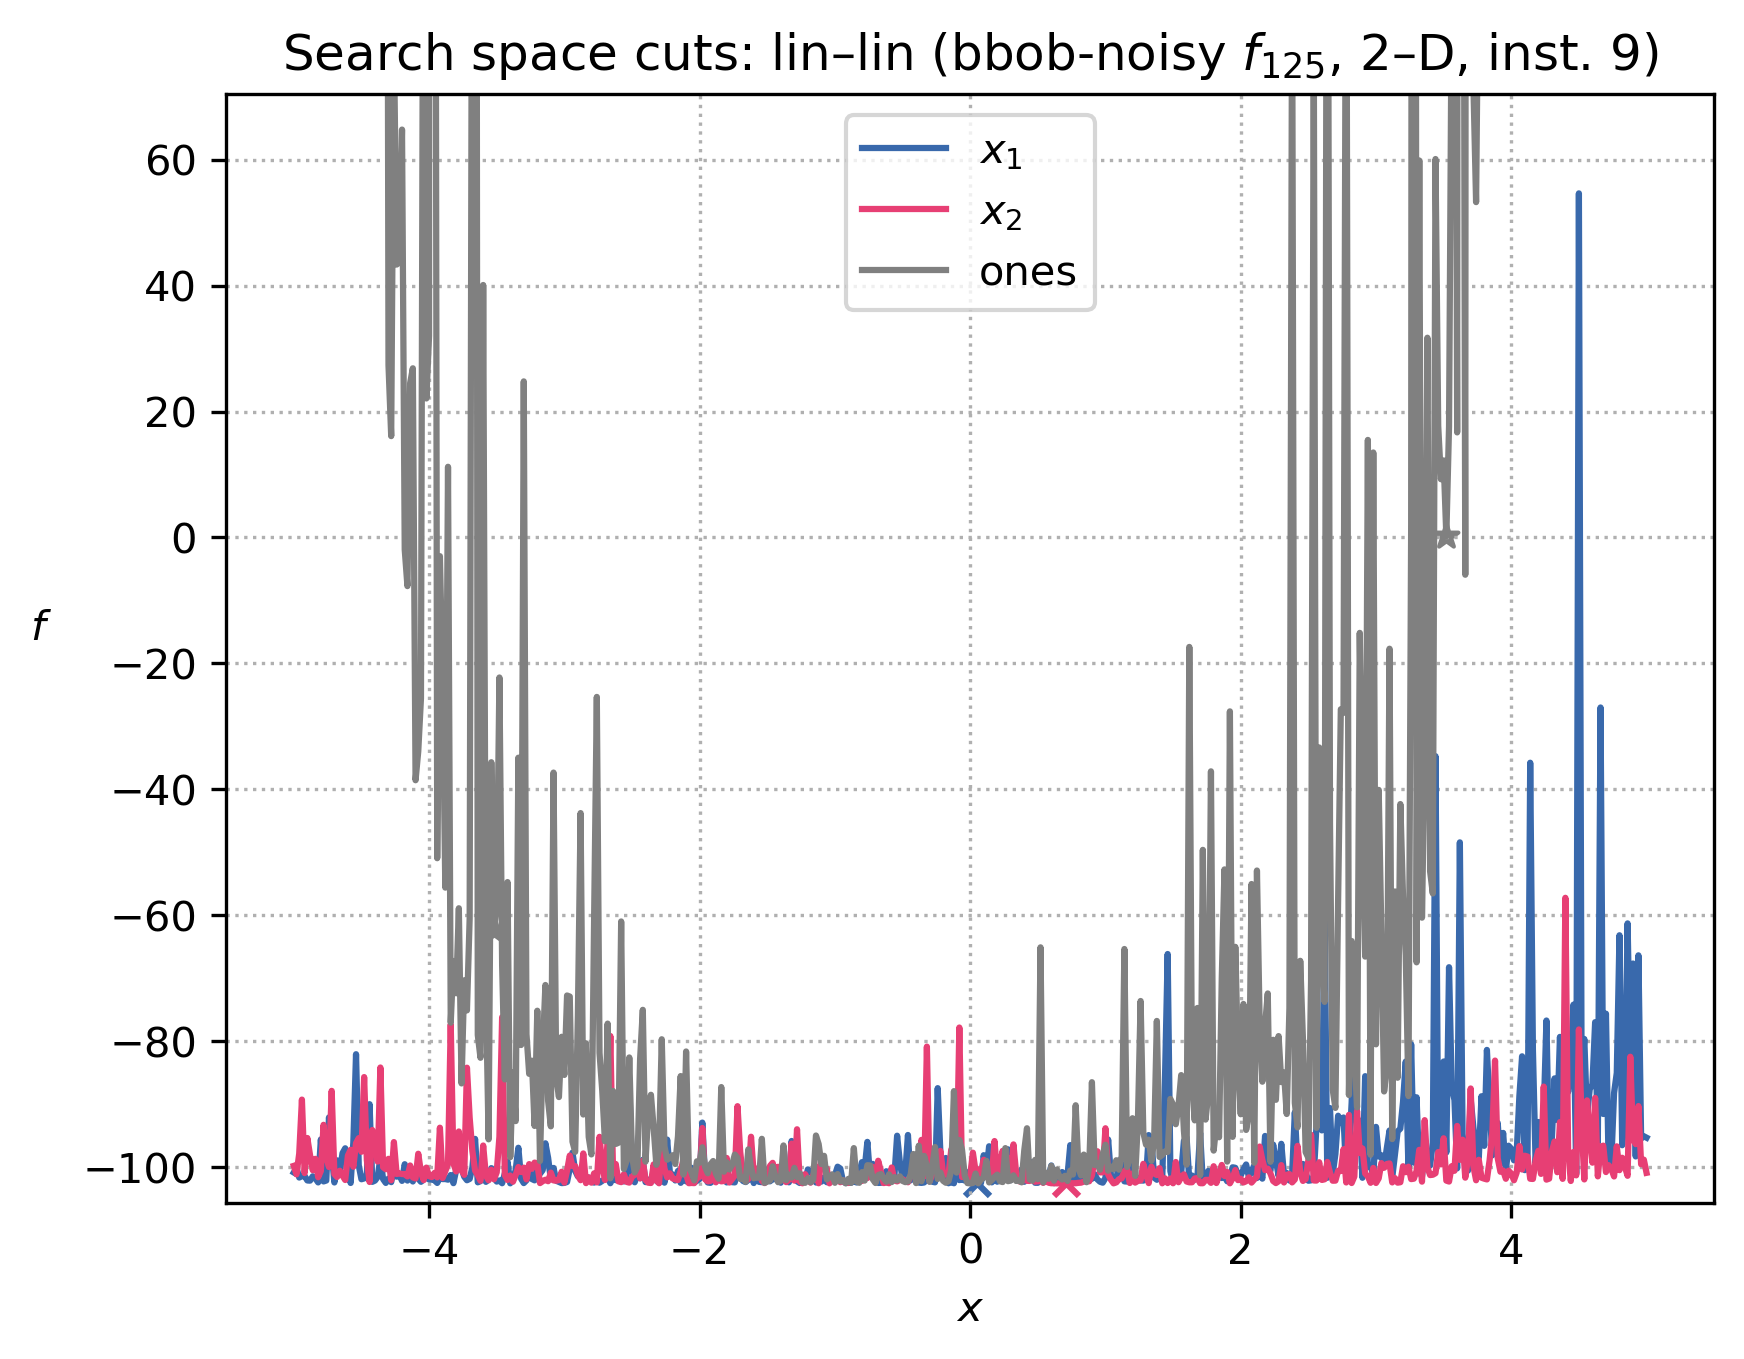 Search space cuts: lin–lin (bbob-noisy f₁₂₅, 2–D, inst. 9)
x₁
x₂
ones
60
40
20
0
−20
−40
−60
−80
−100
f
−4
−2
0
2
4
x